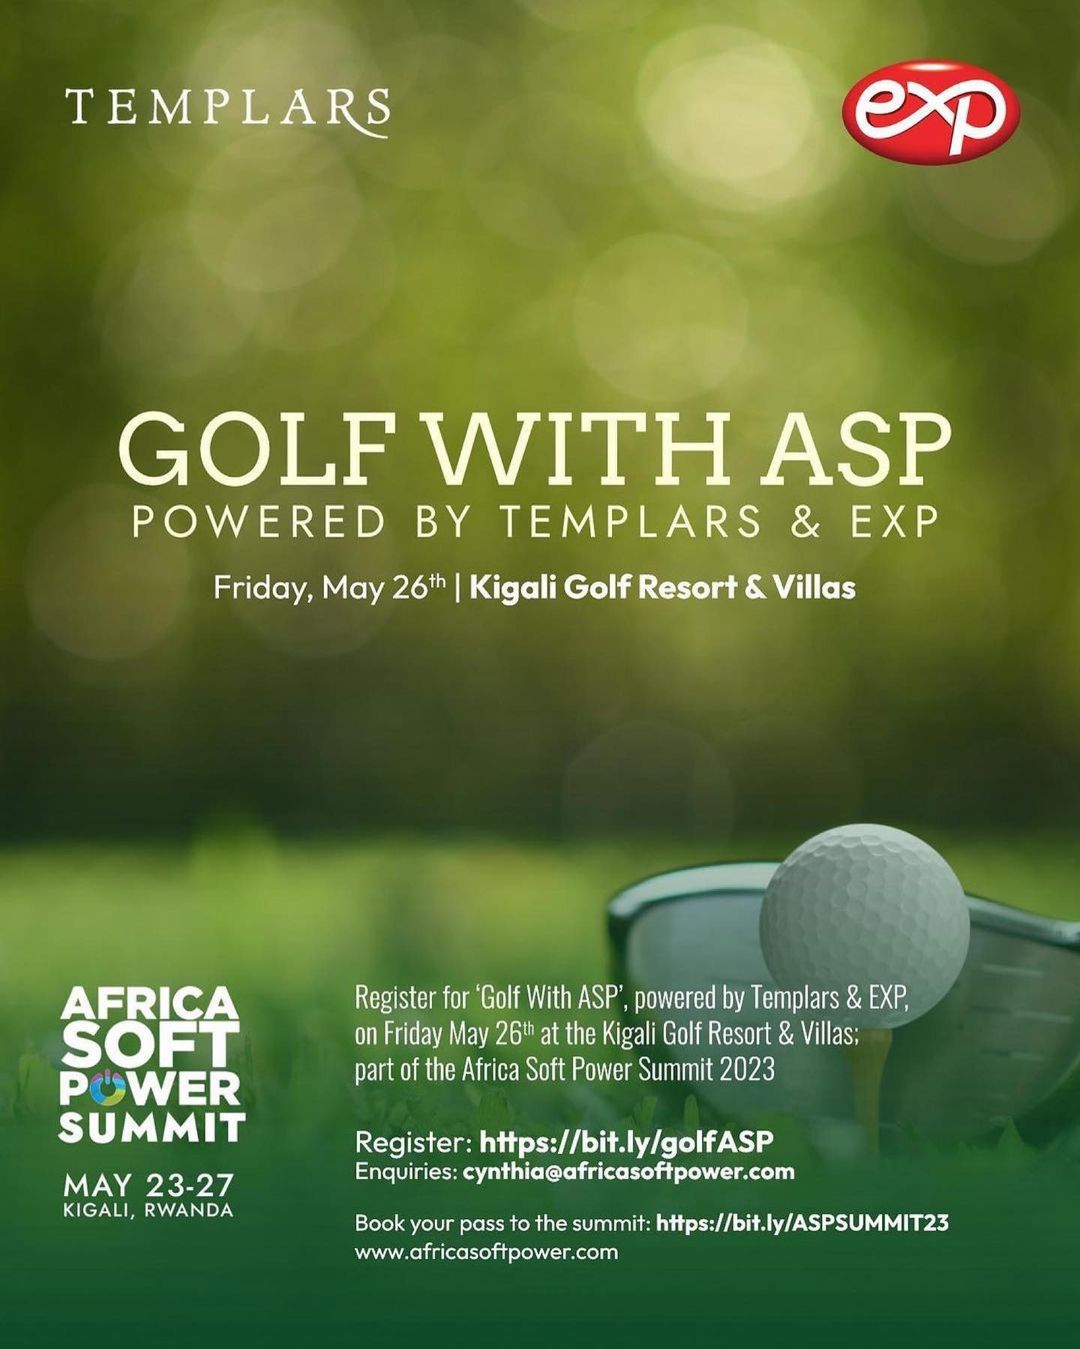 TEMPLARS
exp
GOLF WITH ASP
POWERED BY TEMPLARS & EXP
Friday, May 26th | Kigali Golf Resort & Villas
AFRICA
SOFT
POWER
SUMMIT
MAY 23-27
KIGALI, RWANDA
Register for ‘Golf With ASP’, powered by Templars & EXP,
on Friday May 26th at the Kigali Golf Resort & Villas;
part of the Africa Soft Power Summit 2023
Register: https://bit.ly/golfASP
Enquiries: cynthia@africasoftpower.com
Book your pass to the summit: https://bit.ly/ASPSUMMIT23
www.africasoftpower.com